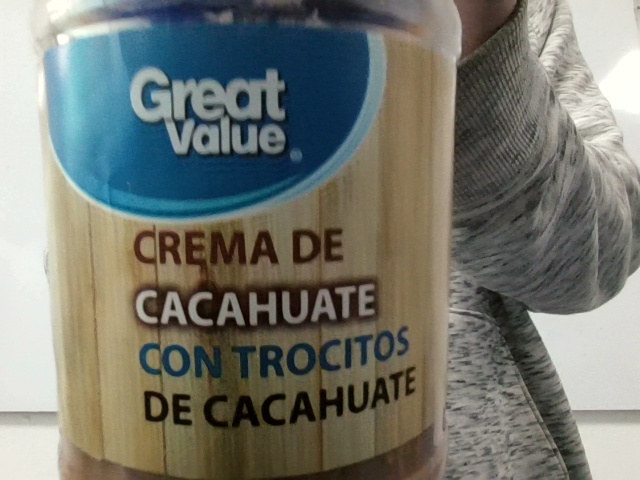 Great
Value
CREMA DE
CACAHUATE
CON TROCITOS
DE CACAHUATE